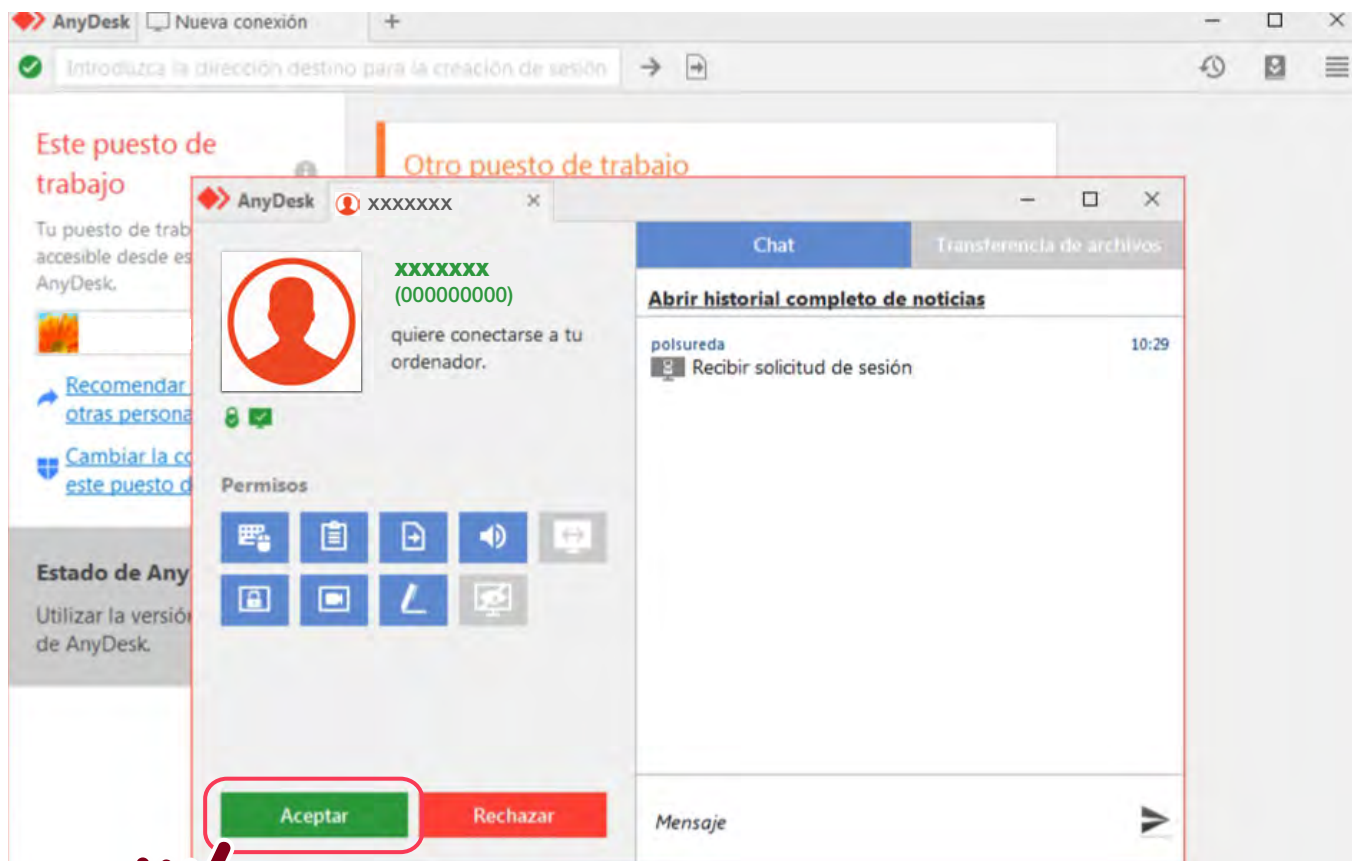 AnyDesk
Nueva conexión
+
Introduzca la dirección destino para la creación de sesión
Este puesto de
trabajo
Tu puesto de trab
accesible desde es
AnyDesk.
Recomendar
otras persona
Cambiar la co
este puesto d
Estado de Any
Utilizar la versión
de AnyDesk.
Otro puesto de trabajo
AnyDesk
xxxxxxx
xxxxxxx
(000000000)
quiere conectarse a tu
ordenador.
Permisos
Aceptar
Rechazar
Chat
Transferencia de archivos
Abrir historial completo de noticias
polsureda
10:29
Recibir solicitud de sesión
Mensaje